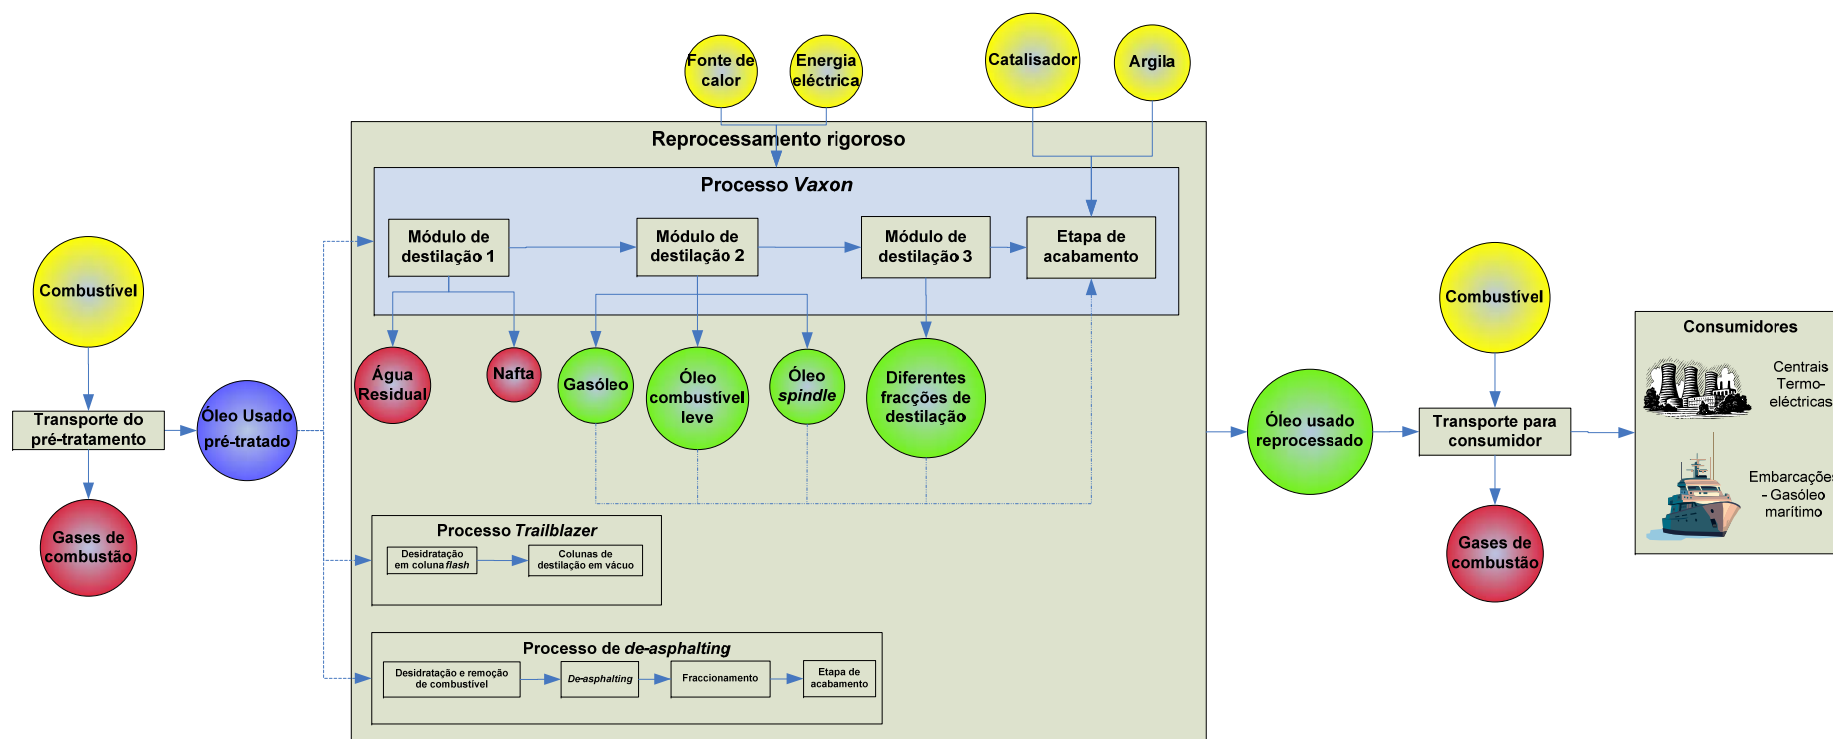 Fonte de
calor
Energia
eléctrica
Catalisador
Argila
Reprocessamento rigoroso
Processo Vaxon
Módulo de
destilação 1
Módulo de
destilação 2
Módulo de
destilação 3
Etapa de
acabamento
Combustível
Transporte do
pré-tratamento
Gases de
combustão
Óleo Usado
pré-tratado
Água
Residual
Nafta
Gasóleo
Óleo
combustível
leve
Óleo
spindle
Diferentes
fracções de
destilação
Processo Trailblazer
Desidratação
em coluna flash
Colunas de
destilação em vácuo
Processo de de-asphalting
Desidratação e remoção
de combustível
De-asphalting
Fraccionamento
Etapa de
acabamento
Óleo usado
reprocessado
Combustível
Transporte para
consumidor
Gases de
combustão
Consumidores
Centrais
Termo-
eléctricas
Embarcações
- Gasóleo
marítimo